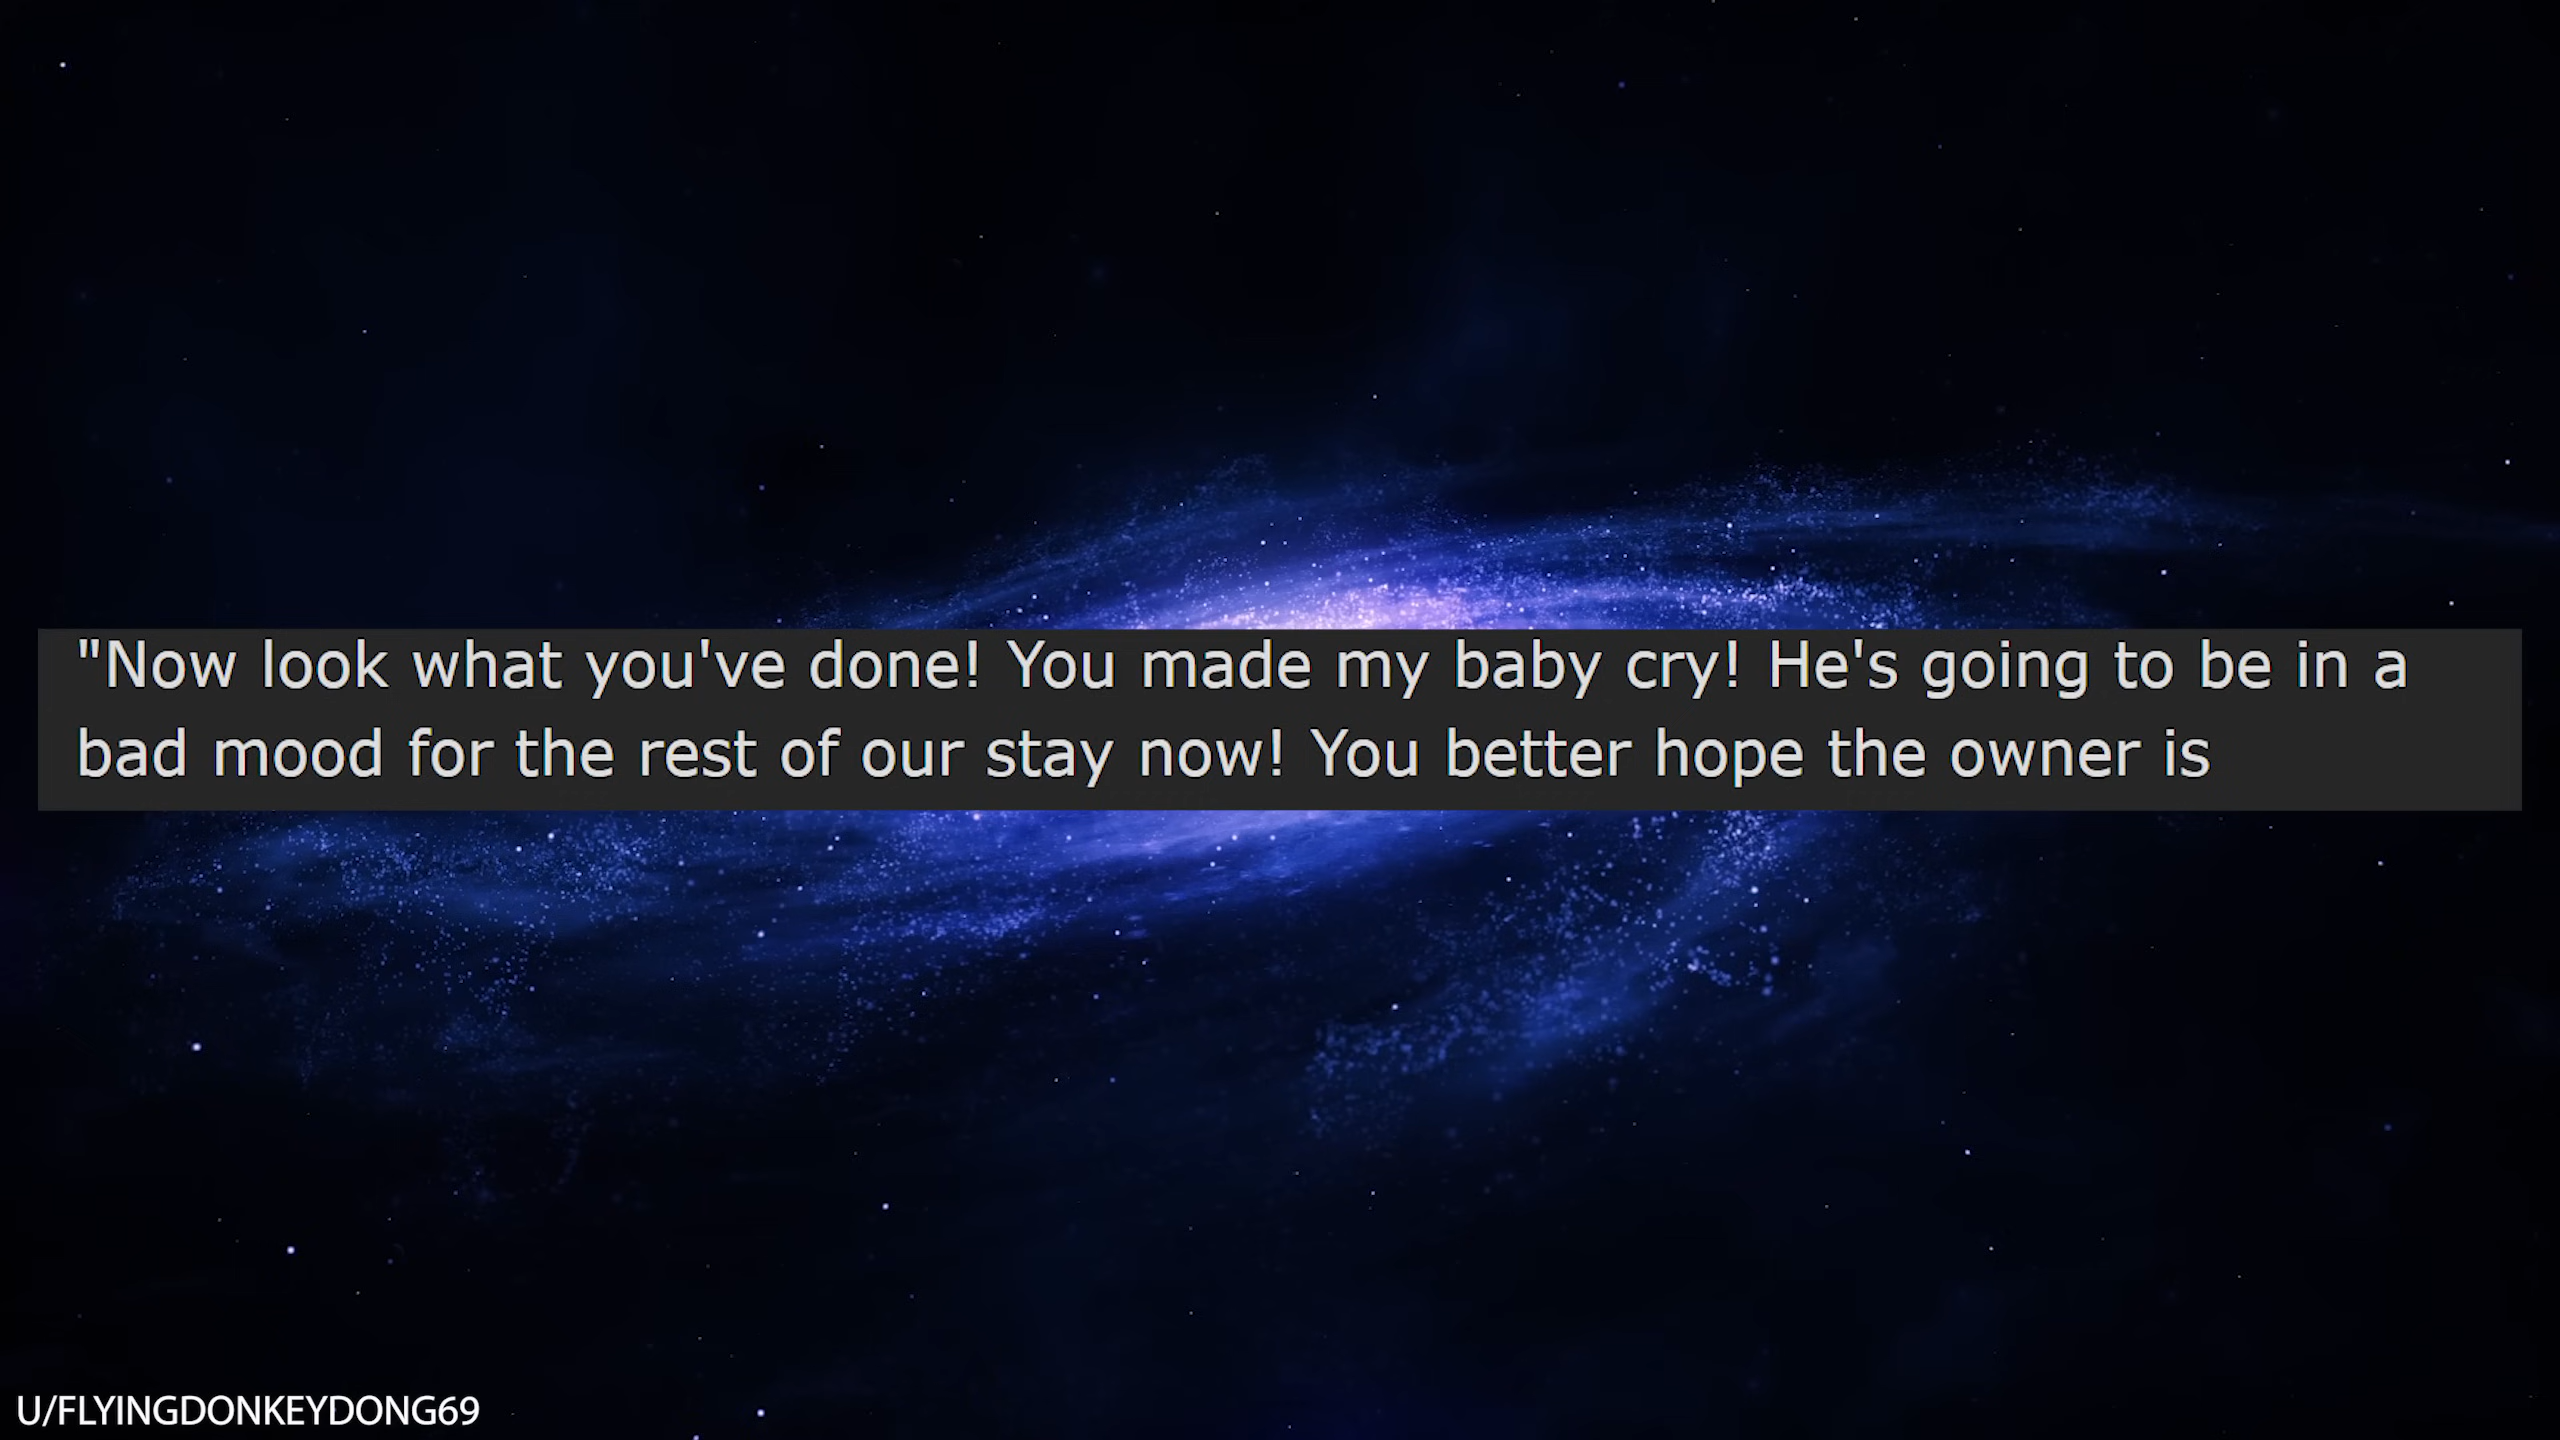 "Now look what you've done! You made my baby cry! He's going to be in a
bad mood for the rest of our stay now! You better hope the owner is
U/FLYINGDONKEYDONG69